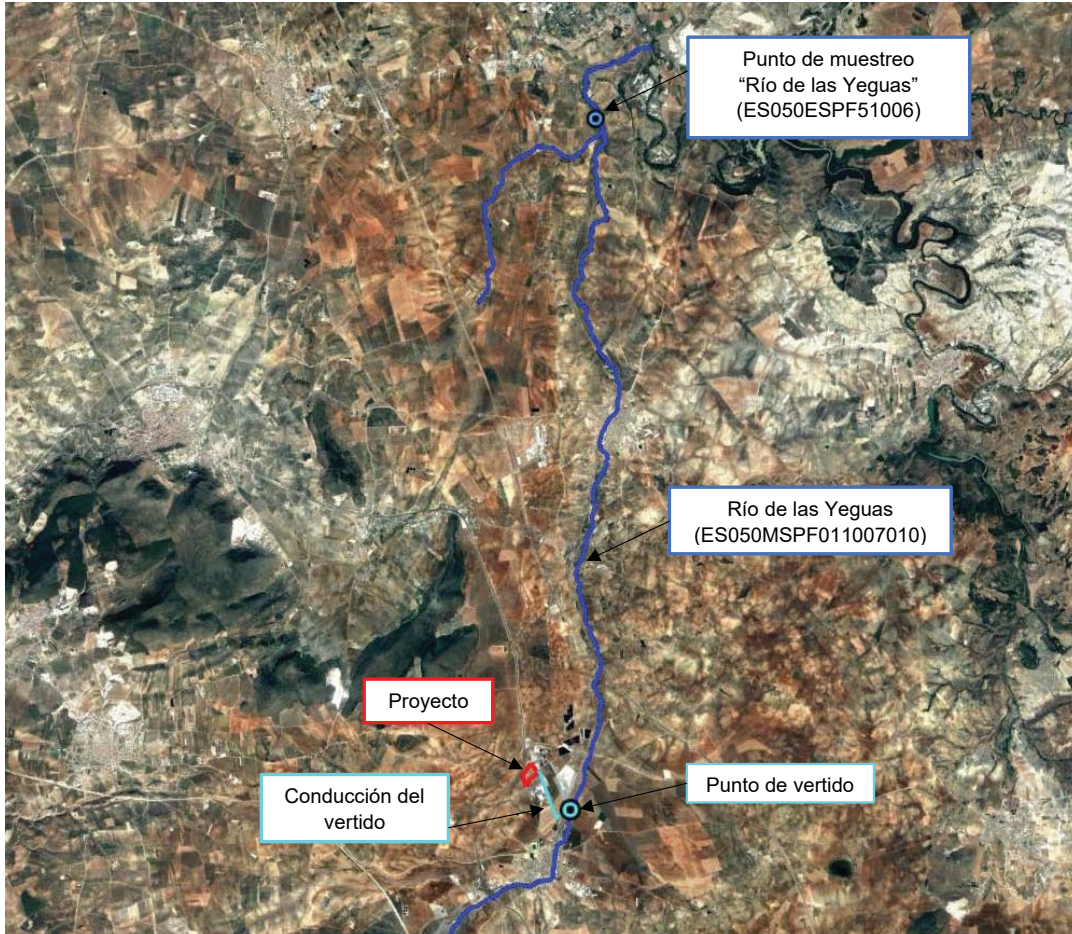 Punto de muestreo
“Río de las Yeguas”
(ES050ESPF51006)
Río de las Yeguas
(ES050MSPF011007010)
Proyecto
Punto de vertido
Conducción del
vertido